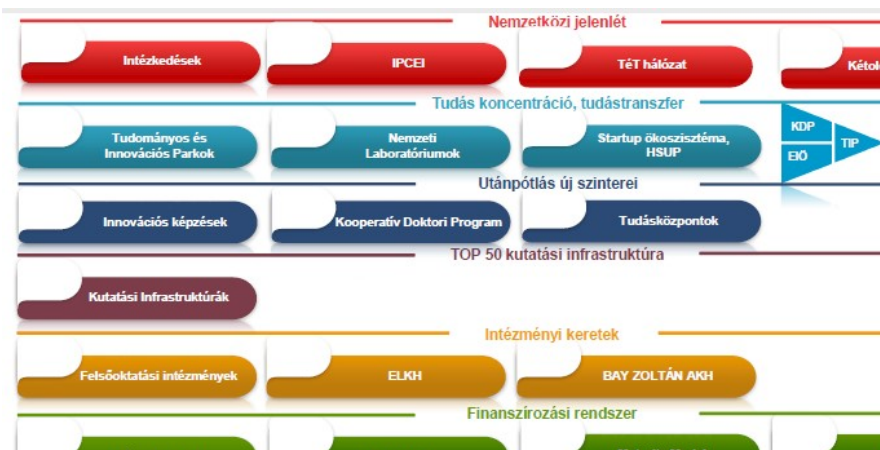 Nemzetközi jelenlét
Intézkedések
IPCEI
TéT hálózat
Tudás koncentráció, tudástranszfer
Tudományos és
Innovációs Parkok
Nemzeti
Laboratóriumok
Startup ökoszisztéma,
HSUP
KDP
EIÖ
TIP
Utánpótlás új szinterei
Innovációs képzések
Kooperatív Doktori Program
Tudásközpontok
TOP 50 kutatási infrastruktúra
Kutatási Infrastruktúrák
Intézményi keretek
Felsőoktatási intézmények
ELKH
BAY ZOLTÁN AKH
Finanszírozási rendszer